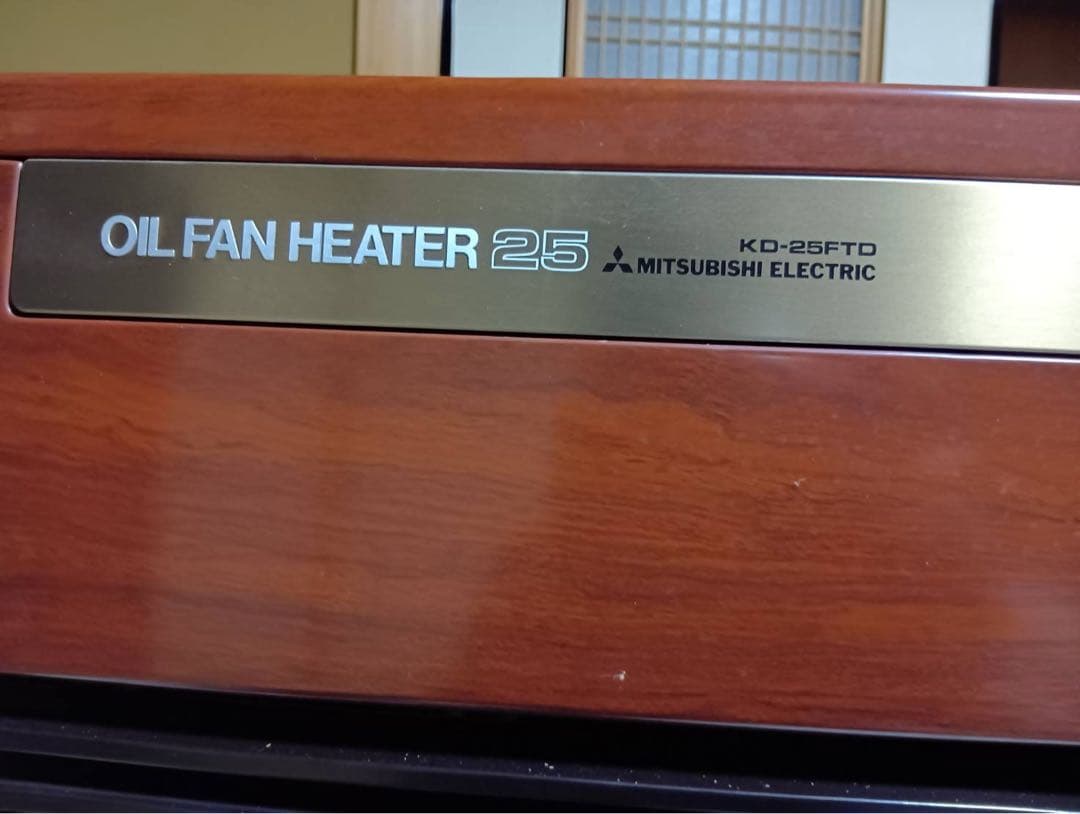 OIL FAN HEATER 25
KD-25FTD
MITSUBISHI ELECTRIC